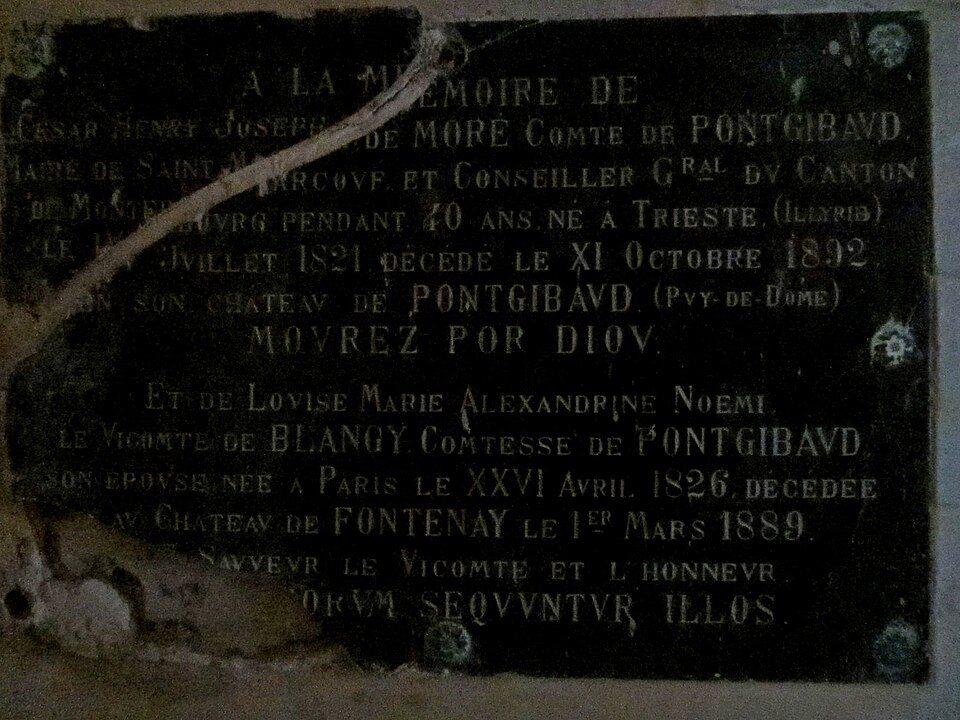 A LA MEMOIRE DE
CESAR HENRY JOSEPH DE MORÉ COMTE DE PONTGIBAVD
MAIRE DE SAINT MARCOVF ET CONSEILLER GRAL DV CANTON
DE MONTEBOVRG PENDANT 40 ANS. NÉ A TRIESTE (ILLYRIE)
LE JVILLET 1821 DÉCÉDÉ LE XI OCTOBRE 1892
SON CHATEAV DE PONTGIBAVD. (PVY-DE-DOME)
MOVREZ POR DIOV.
ET DE LOVISE MARIE ALEXANDRINE NOEMI
LE VICOMTE DE BLANGY COMTESSE DE PONTGIBAVD
SON EPOVSE NÉE A PARIS LE XXVI AVRIL 1826. DÉCÉDÉE
AV CHATEAV DE FONTENAY LE 1ER MARS 1889.
SAVVEVR LE VICOMTE ET L'HONNEVR
ORVM SEQVVNTVR ILLOS.